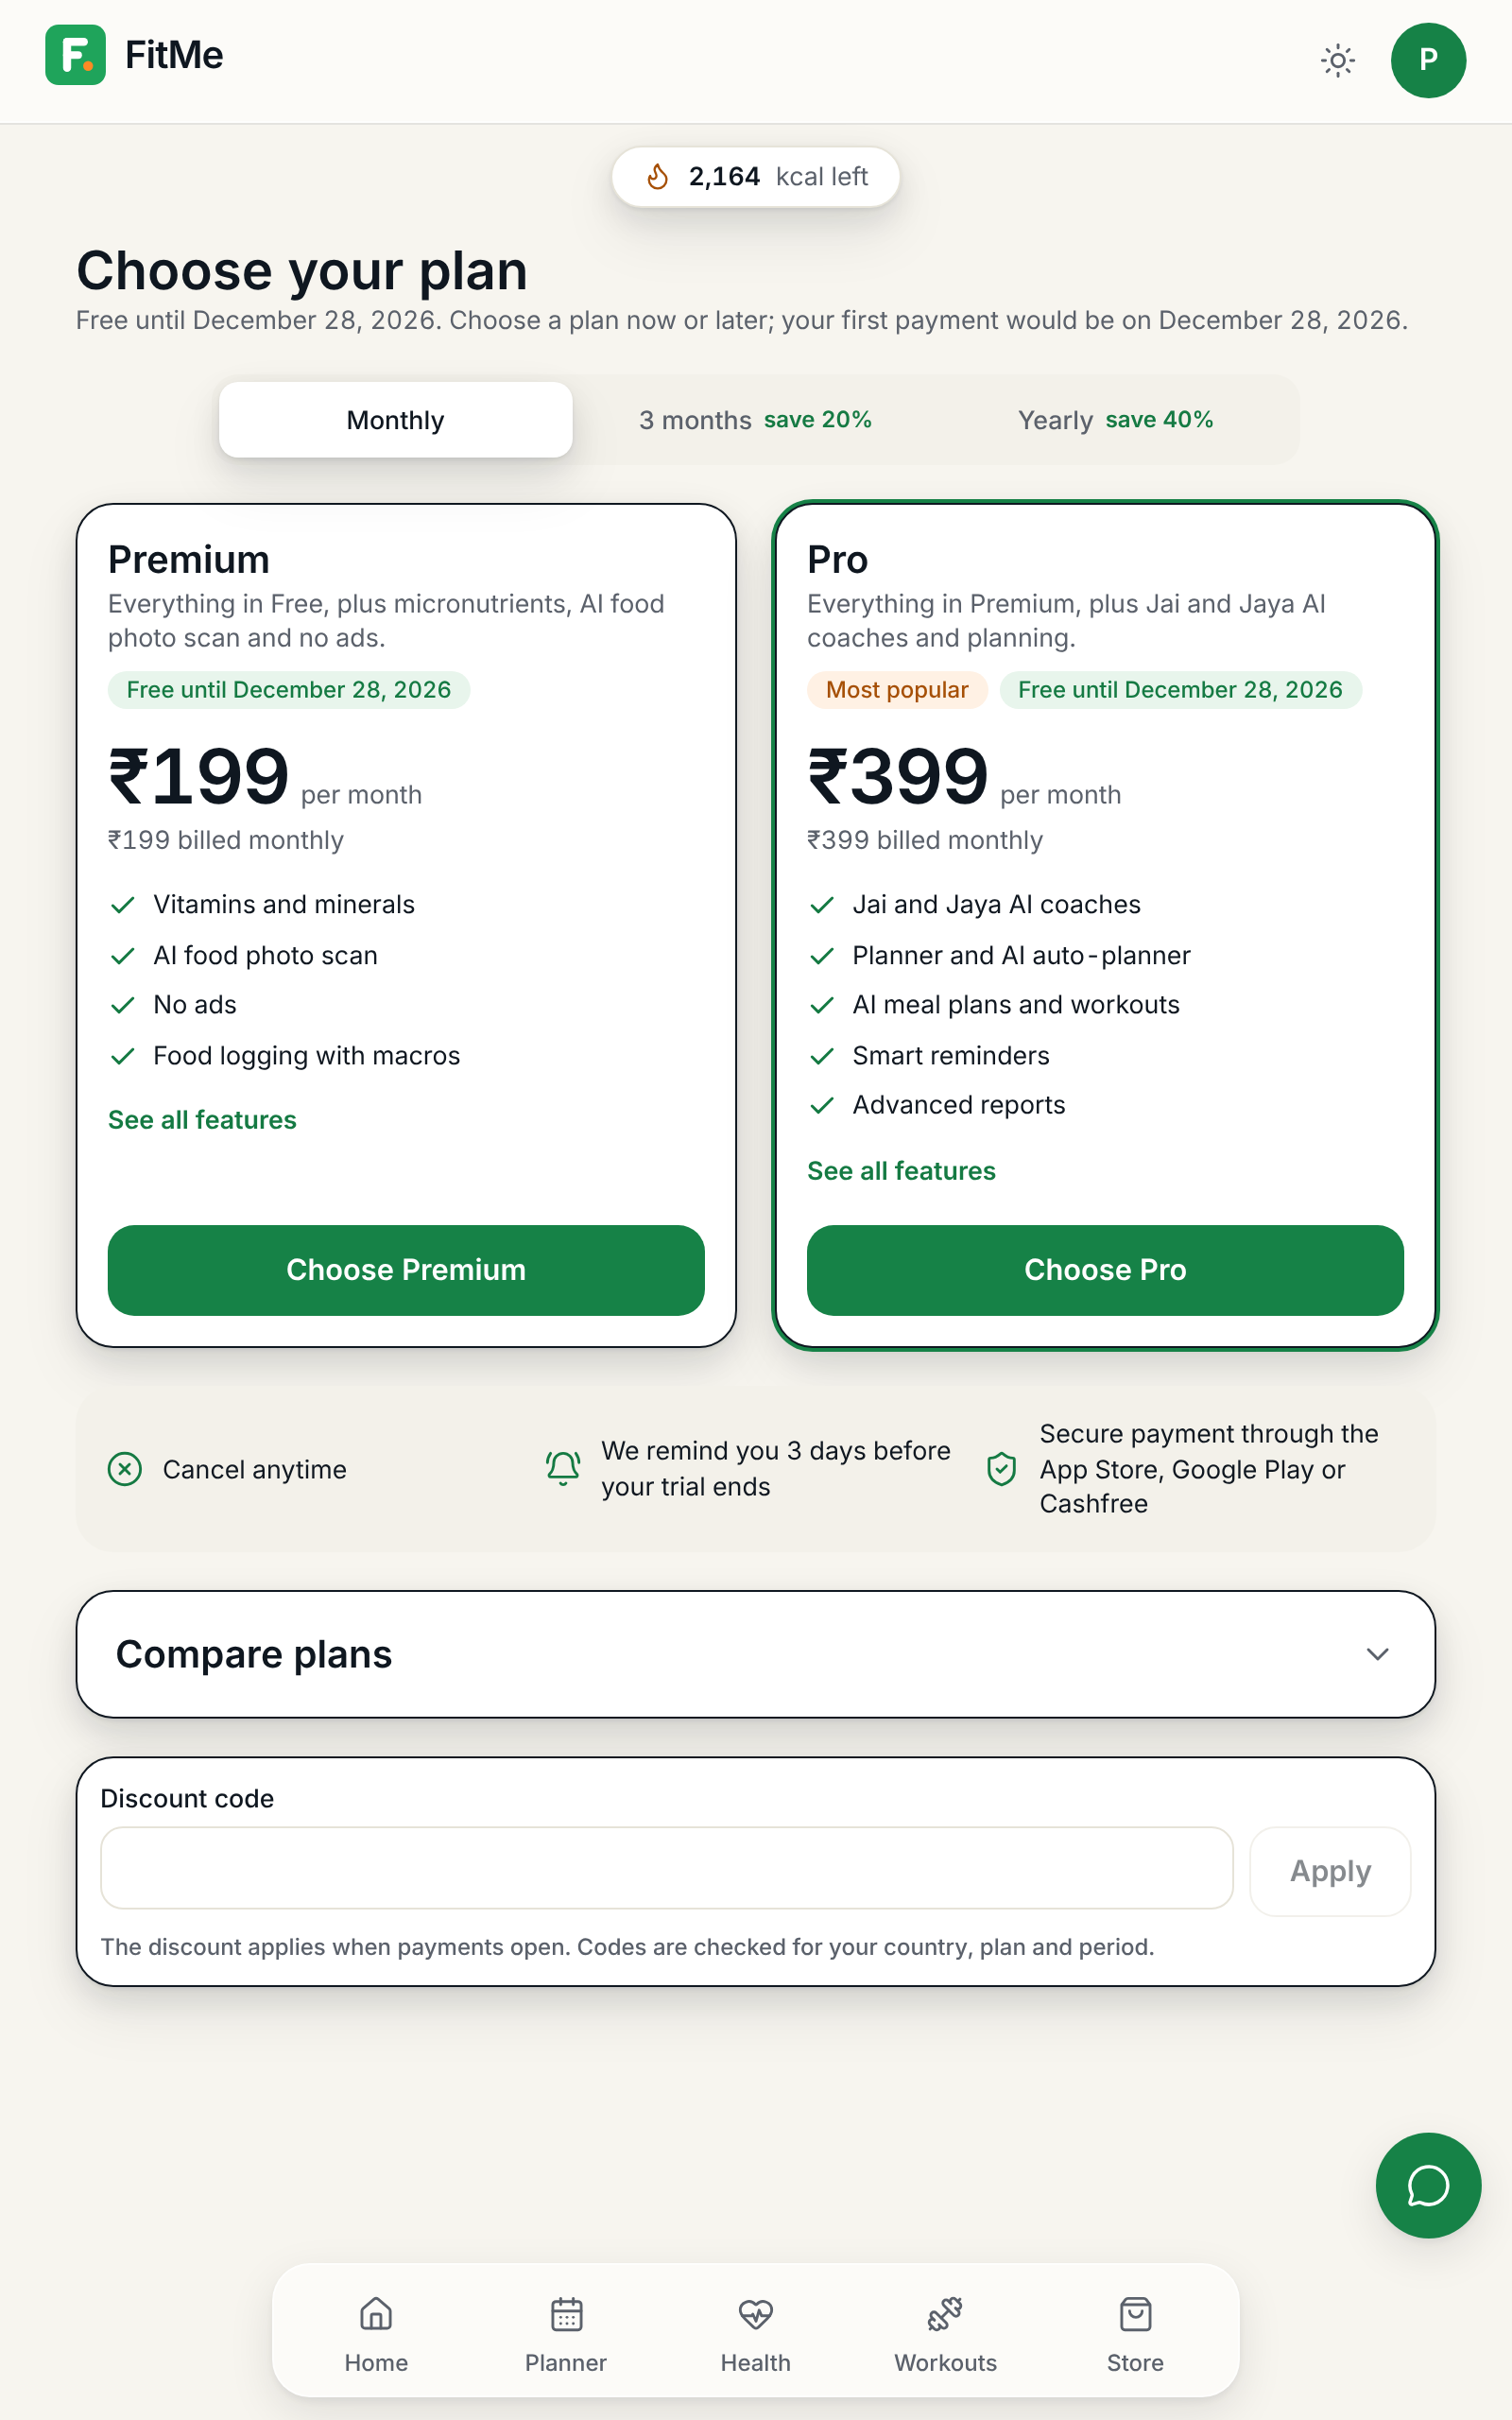 FitMe
P
2,164 kcal left
Choose your plan
Free until December 28, 2026. Choose a plan now or later; your first payment would be on December 28, 2026.
Monthly
3 months save 20%
Yearly save 40%
Premium
Everything in Free, plus micronutrients, AI food
photo scan and no ads.
Free until December 28, 2026
₹199 per month
₹199 billed monthly
Vitamins and minerals
AI food photo scan
No ads
Food logging with macros
See all features
Choose Premium
Pro
Everything in Premium, plus Jai and Jaya AI
coaches and planning.
Most popular
Free until December 28, 2026
₹399 per month
₹399 billed monthly
Jai and Jaya AI coaches
Planner and AI auto-planner
AI meal plans and workouts
Smart reminders
Advanced reports
See all features
Choose Pro
Cancel anytime
We remind you 3 days before
your trial ends
Secure payment through the
App Store, Google Play or
Cashfree
Compare plans
Discount code
Apply
The discount applies when payments open. Codes are checked for your country, plan and period.
Home
Planner
Health
Workouts
Store